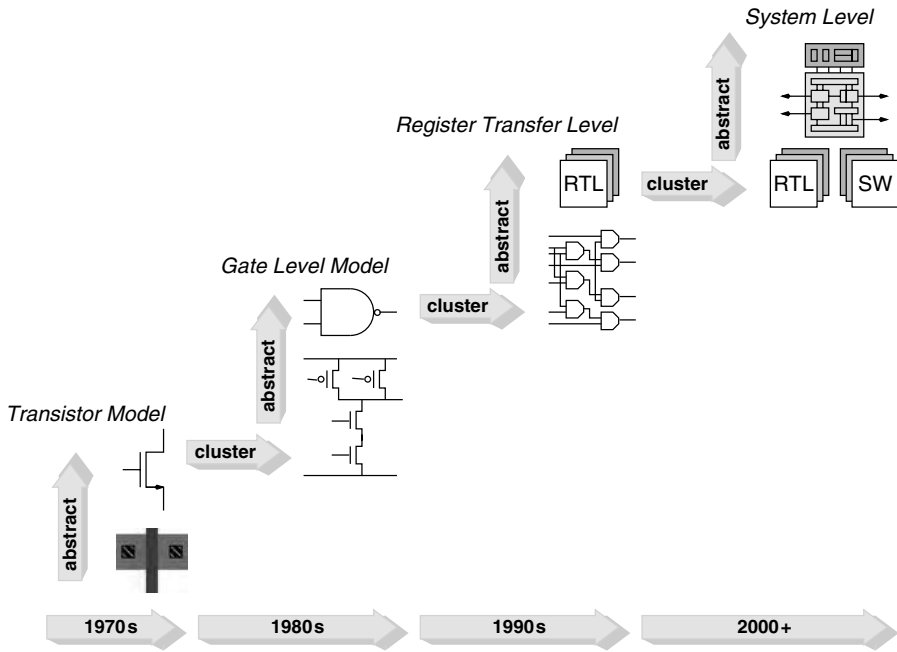 System Level
abstract
Register Transfer Level
RTL
cluster
RTL
SW
abstract
Gate Level Model
cluster
abstract
Transistor Model
cluster
abstract
1970s
1980s
1990s
2000+